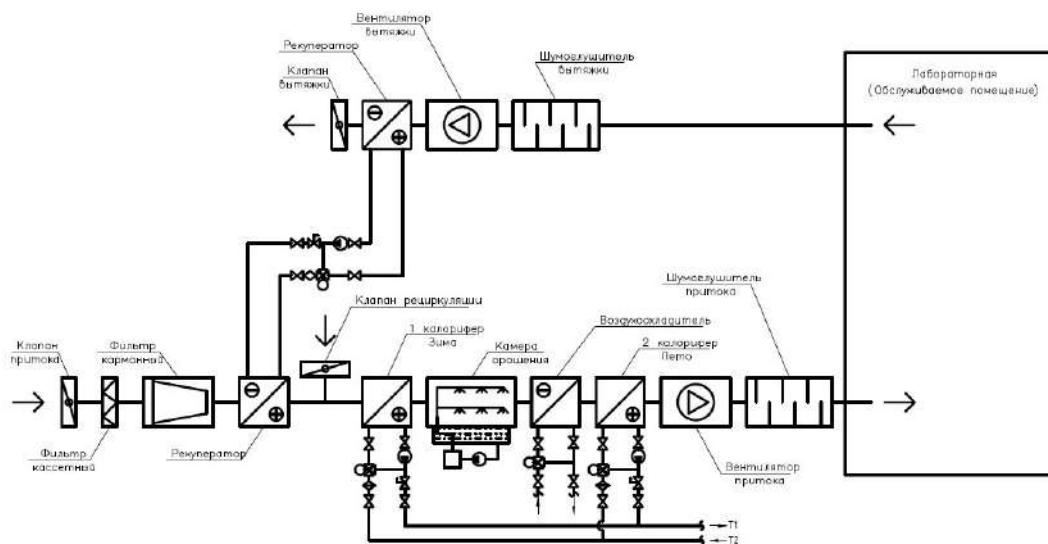 Вентилятор
вытяжки
Рекуператор
Клапан
вытяжки
Шумоглушитель
вытяжки
Лабораторная
(Обслуживаемое помещение)
Клапан рециркуляции
Шумоглушитель
притока
Клапан
притока
Фильтр
карманный
1 калорифер
Зима
Камера
орошения
Воздухоохладитель
2 калорифер
Лето
Фильтр
кассетный
Рекуператор
Вентилятор
притока
Т1
Т2